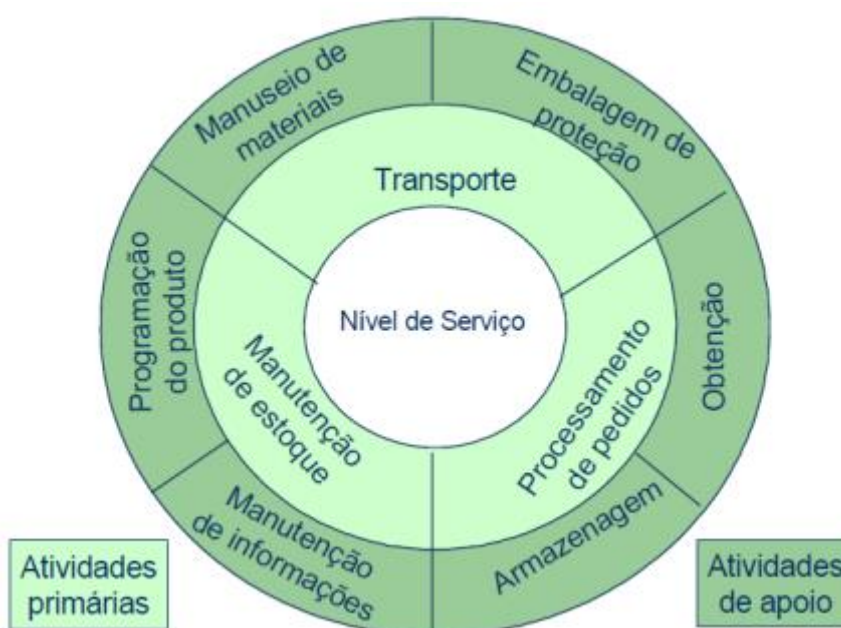 Manuseio de
materiais
Embalagem de
proteção
Transporte
Programação
do produto
Nível de Serviço
Obtenção
Manutenção
de estoque
Processamento
de pedidos
Manutenção
de informações
Armazenagem
Atividades
primárias
Atividades
de apoio